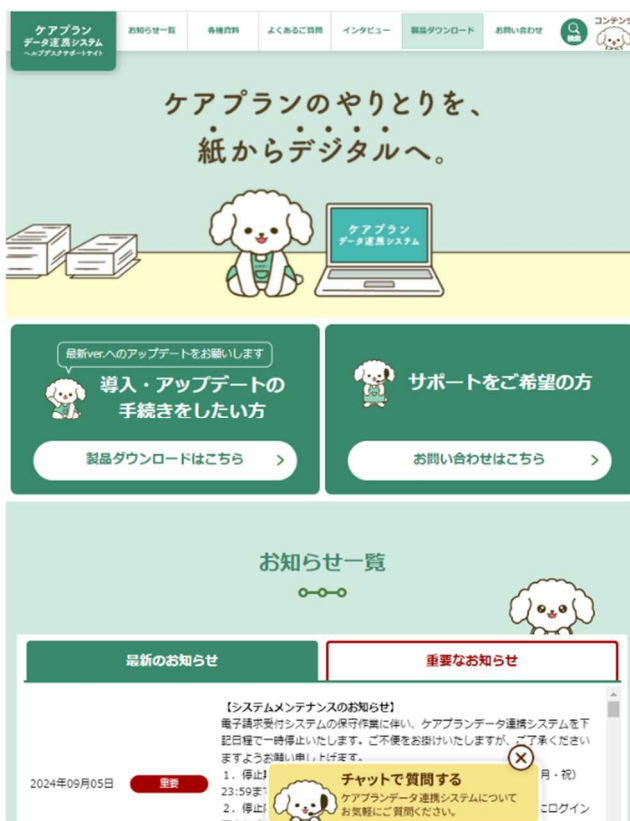 ケアプラン
データ連携システム
ヘルプデスクサポートサイト
お知らせ一覧
各種資料
よくあるご質問
インタビュー
製品ダウンロード
お問い合わせ
検索
コンテンツ
ケアプランのやりとりを、
紙からデジタルへ。
ケアプラン
データ連携システム
最新ver.へのアップデートをお願いします
導入・アップデートの
手続きをしたい方
製品ダウンロードはこちら
サポートをご希望の方
お問い合わせはこちら
お知らせ一覧
最新のお知らせ
重要なお知らせ
2024年09月05日
重要
【システムメンテナンスのお知らせ】
電子請求受付システムの保守作業に伴い、ケアプランデータ連携システムを下
記日程で一時停止いたします。ご不便をお掛けいたしますが、ご了承ください
ますようお願い申し上げます。
1．停止
月・祝）
23:59ま
2．停止
にログイン
チャットで質問する
ケアプランデータ連携システムについて
お気軽にご質問ください。